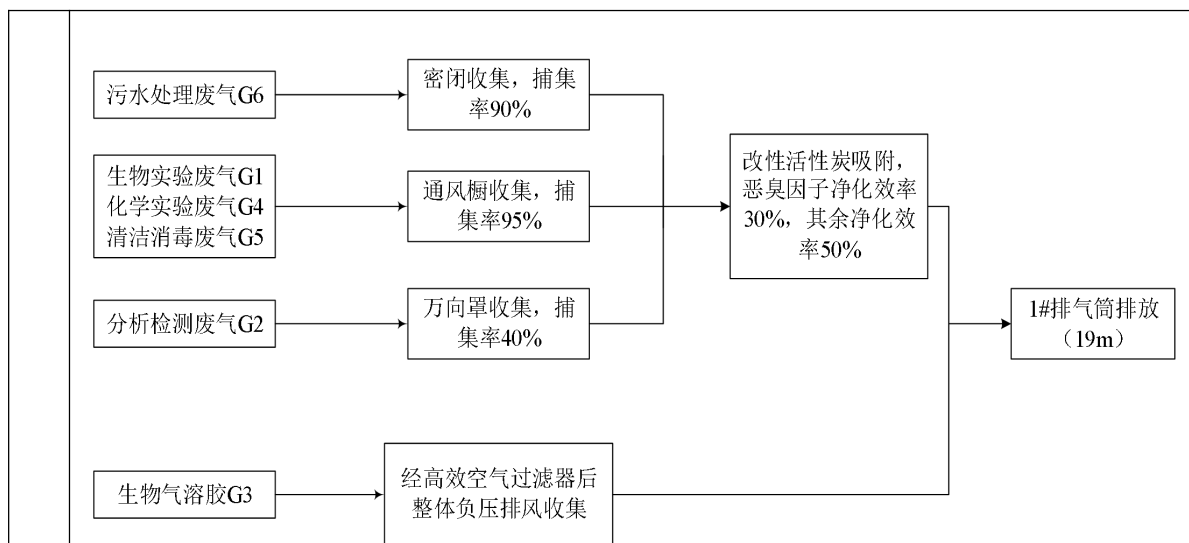 污水处理废气G6
密闭收集，捕集
率90%
生物实验废气G1
化学实验废气G4
清洁消毒废气G5
通风橱收集，捕
集率95%
改性活性炭吸附，
恶臭因子净化效率
30%，其余净化效
率50%
分析检测废气G2
万向罩收集，捕
集率40%
1#排气筒排放
（19m）
生物气溶胶G3
经高效空气过滤器后
整体负压排风收集